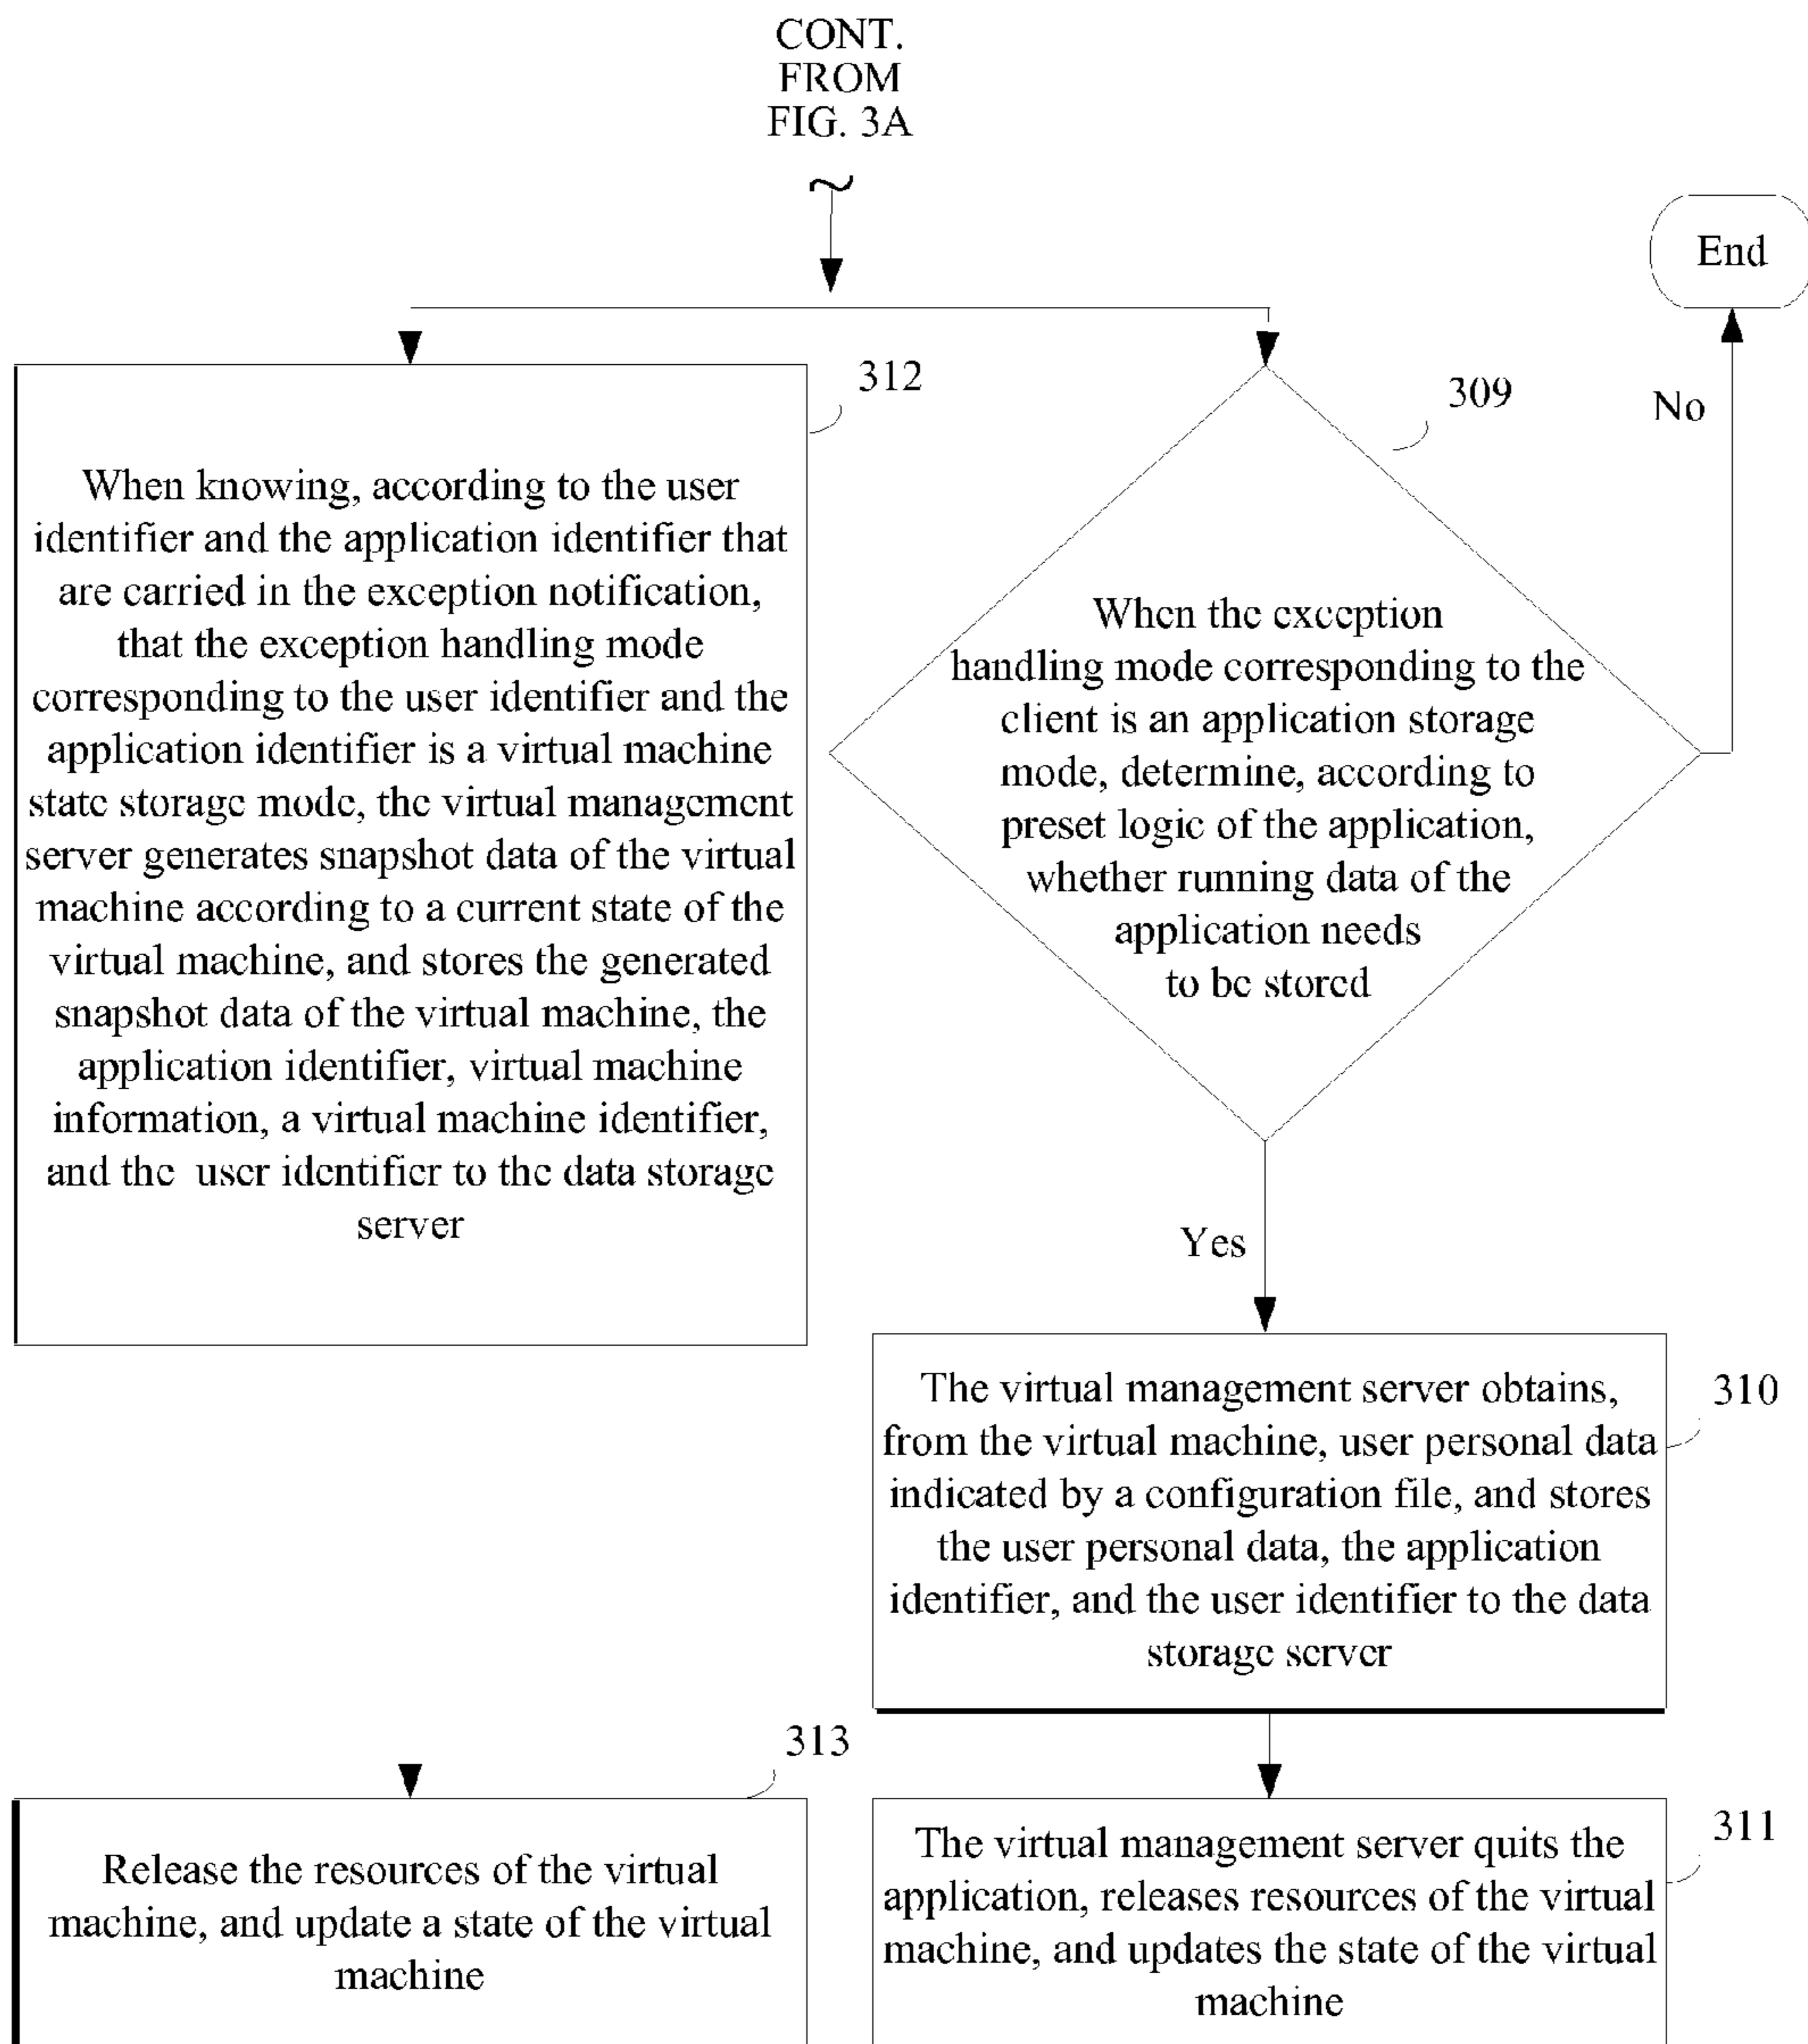 CONT.
FROM
FIG. 3A
End
312
309
No
When knowing, according to the user
identifier and the application identifier that
are carried in the exception notification,
that the exception handling mode
corresponding to the user identifier and the
application identifier is a virtual machine
state storage mode, the virtual management
server generates snapshot data of the virtual
machine according to a current state of the
virtual machine, and stores the generated
snapshot data of the virtual machine, the
application identifier, virtual machine
information, a virtual machine identifier,
and the user identifier to the data storage
server
When the exception
handling mode corresponding to the
client is an application storage
mode, determine, according to
preset logic of the application,
whether running data of the
application needs
to be stored
Yes
310
The virtual management server obtains,
from the virtual machine, user personal data
indicated by a configuration file, and stores
the user personal data, the application
identifier, and the user identifier to the data
storage server
313
Release the resources of the virtual
machine, and update a state of the virtual
machine
311
The virtual management server quits the
application, releases resources of the virtual
machine, and updates the state of the virtual
machine